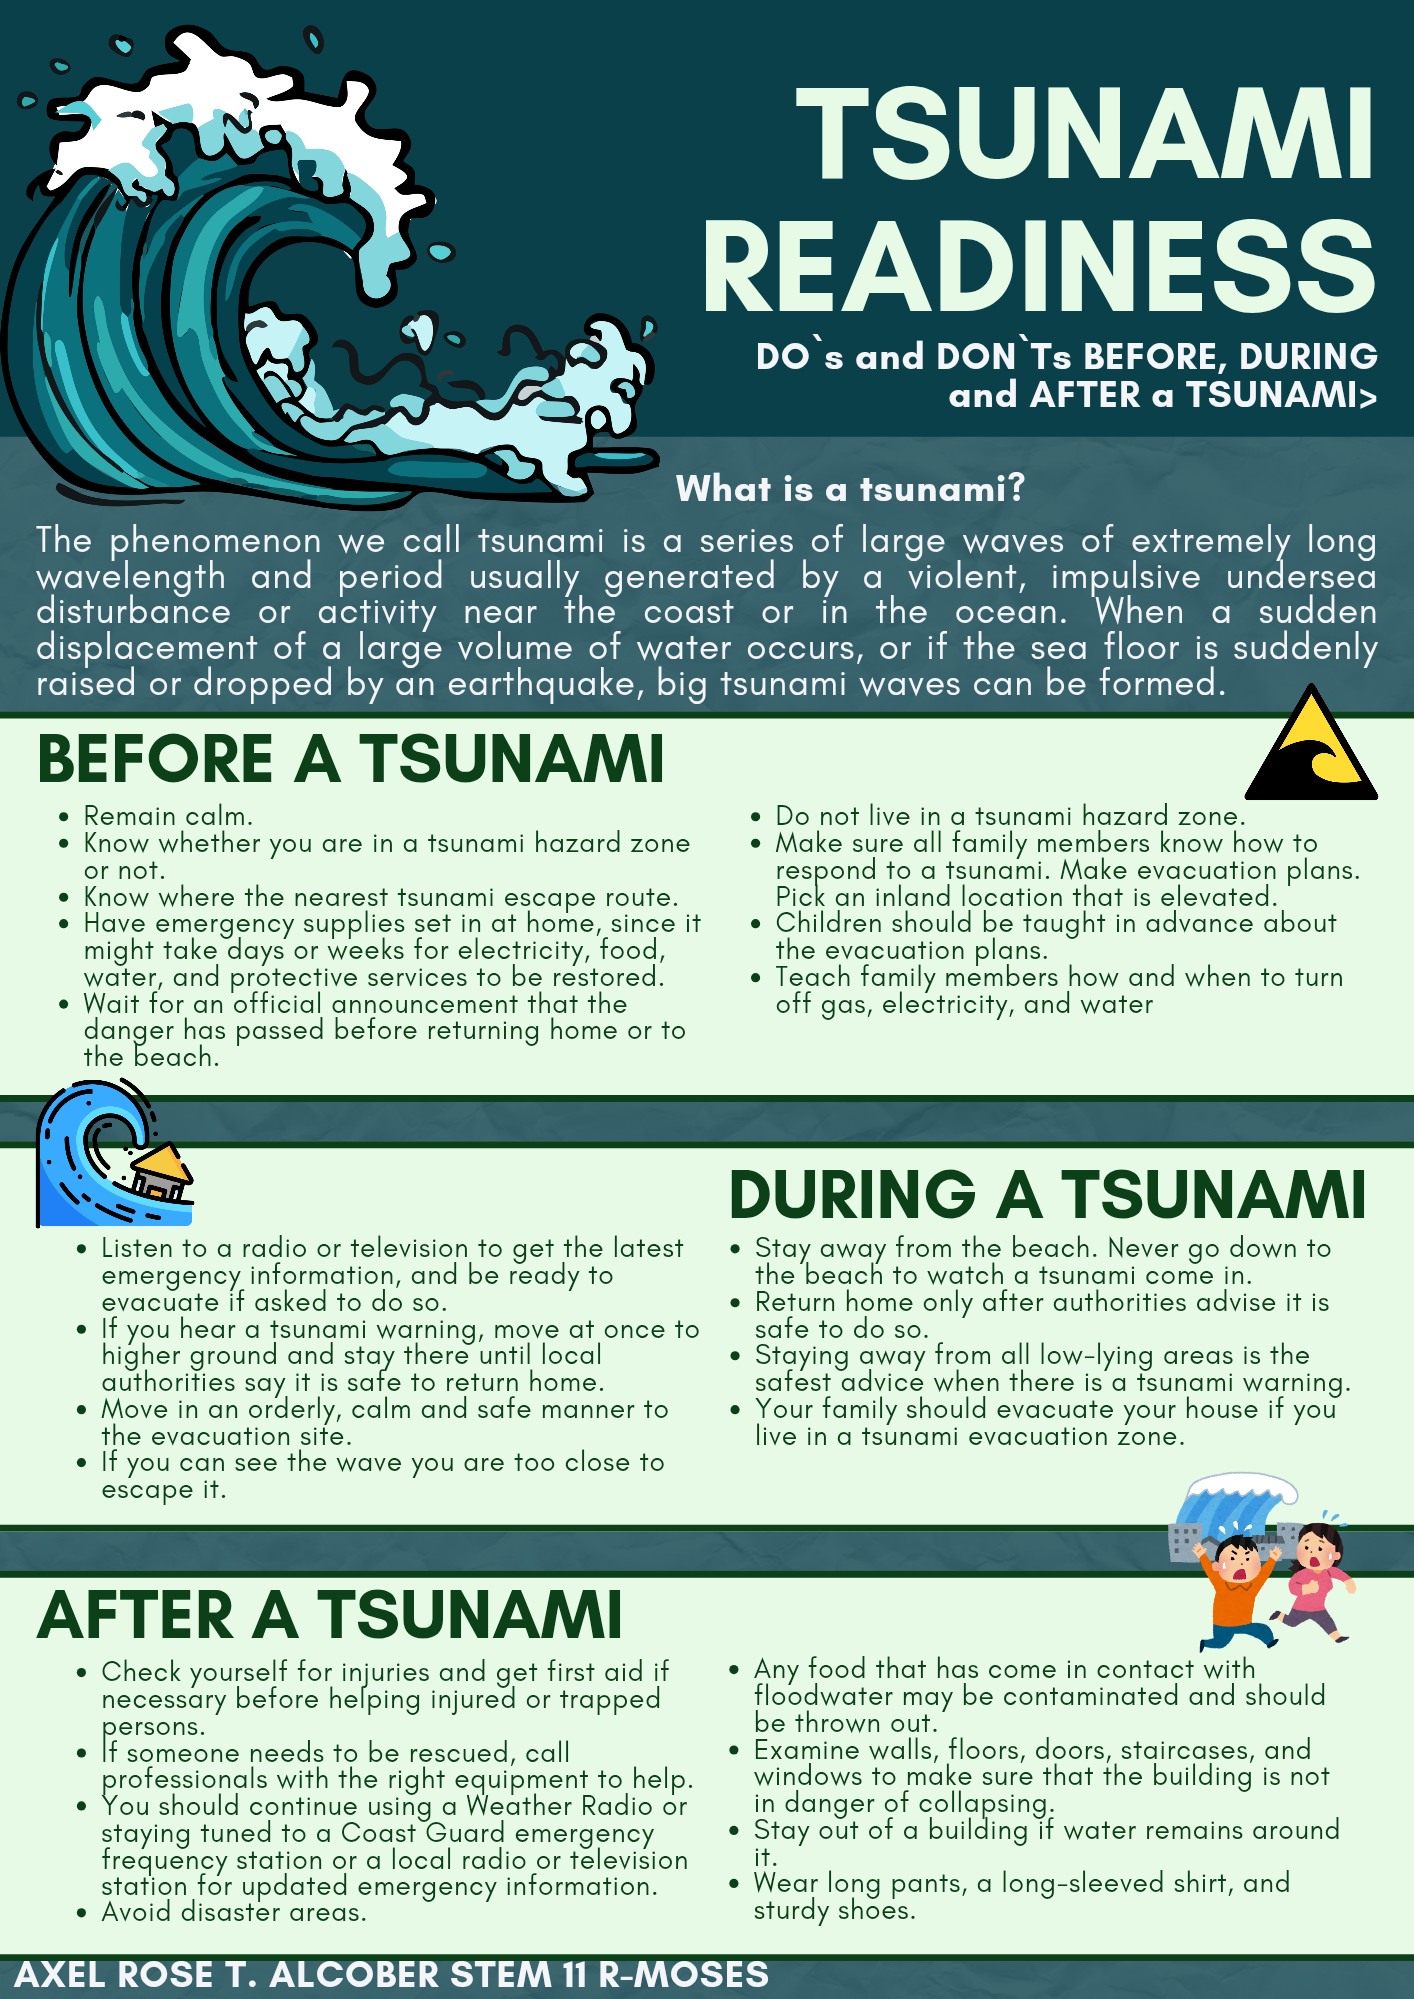 TSUNAMI
READINESS
DO`s and DON`Ts BEFORE, DURING
and AFTER a TSUNAMI>
What is a tsunami?
The phenomenon we call tsunami is a series of large waves of extremely long
wavelength and period usually generated by a violent, impulsive undersea
disturbance or activity near the coast or in the ocean. When a sudden
displacement of a large volume of water occurs, or if the sea floor is suddenly
raised or dropped by an earthquake, big tsunami waves can be formed.
BEFORE A TSUNAMI
• Remain calm.
• Know whether you are in a tsunami hazard zone
or not.
• Know where the nearest tsunami escape route.
• Have emergency supplies set in at home, since it
might take days or weeks for electricity, food,
water, and protective services to be restored.
• Wait for an official announcement that the
danger has passed before returning home or to
the beach.
• Do not live in a tsunami hazard zone.
• Make sure all family members know how to
respond to a tsunami. Make evacuation plans.
Pick an inland location that is elevated.
• Children should be taught in advance about
the evacuation plans.
• Teach family members how and when to turn
off gas, electricity, and water
DURING A TSUNAMI
• Listen to a radio or television to get the latest
emergency information, and be ready to
evacuate if asked to do so.
• If you hear a tsunami warning, move at once to
higher ground and stay there until local
authorities say it is safe to return home.
• Move in an orderly, calm and safe manner to
the evacuation site.
• If you can see the wave you are too close to
escape it.
• Stay away from the beach. Never go down to
the beach to watch a tsunami come in.
• Return home only after authorities advise it is
safe to do so.
• Staying away from all low-lying areas is the
safest advice when there is a tsunami warning.
• Your family should evacuate your house if you
live in a tsunami evacuation zone.
AFTER A TSUNAMI
• Check yourself for injuries and get first aid if
necessary before helping injured or trapped
persons.
• If someone needs to be rescued, call
professionals with the right equipment to help.
• You should continue using a Weather Radio or
staying tuned to a Coast Guard emergency
frequency station or a local radio or television
station for updated emergency information.
• Avoid disaster areas.
• Any food that has come in contact with
floodwater may be contaminated and should
be thrown out.
• Examine walls, floors, doors, staircases, and
windows to make sure that the building is not
in danger of collapsing.
• Stay out of a building if water remains around
it.
• Wear long pants, a long-sleeved shirt, and
sturdy shoes.
AXEL ROSE T. ALCOBER STEM 11 R-MOSES